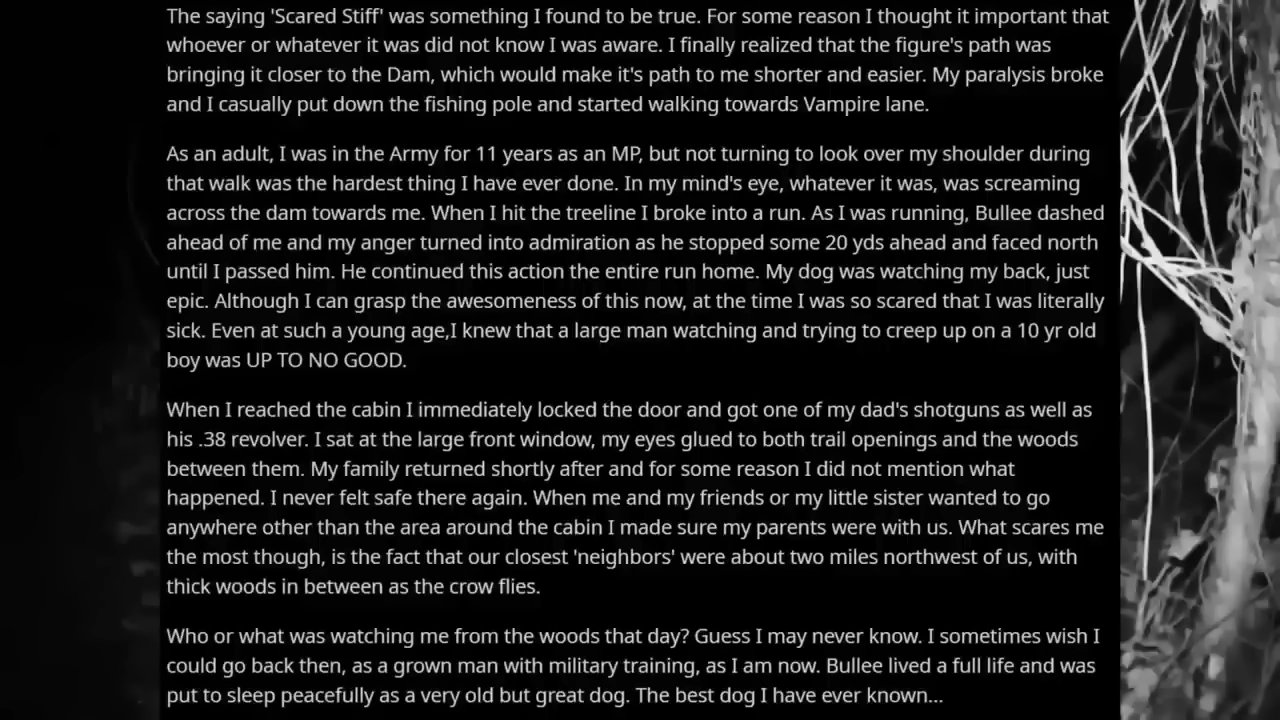 The saying 'Scared Stiff' was something I found to be true. For some reason I thought it important that
whoever or whatever it was did not know I was aware. I finally realized that the figure's path was
bringing it closer to the Dam, which would make it's path to me shorter and easier. My paralysis broke
and I casually put down the fishing pole and started walking towards Vampire lane.
As an adult, I was in the Army for 11 years as an MP, but not turning to look over my shoulder during
that walk was the hardest thing I have ever done. In my mind's eye, whatever it was, was screaming
across the dam towards me. When I hit the treeline I broke into a run. As I was running, Bullee dashed
ahead of me and my anger turned into admiration as he stopped some 20 yds ahead and faced north
until I passed him. He continued this action the entire run home. My dog was watching my back, just
epic. Although I can grasp the awesomeness of this now, at the time I was so scared that I was literally
sick. Even at such a young age,I knew that a large man watching and trying to creep up on a 10 yr old
boy was UP TO NO GOOD.
When I reached the cabin I immediately locked the door and got one of my dad's shotguns as well as
his .38 revolver. I sat at the large front window, my eyes glued to both trail openings and the woods
between them. My family returned shortly after and for some reason I did not mention what
happened. I never felt safe there again. When me and my friends or my little sister wanted to go
anywhere other than the area around the cabin I made sure my parents were with us. What scares me
the most though, is the fact that our closest 'neighbors' were about two miles northwest of us, with
thick woods in between as the crow flies.
Who or what was watching me from the woods that day? Guess I may never know. I sometimes wish I
could go back then, as a grown man with military training, as I am now. Bullee lived a full life and was
put to sleep peacefully as a very old but great dog. The best dog I have ever known...